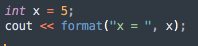 int x = 5;
cout << format("x = ", x);